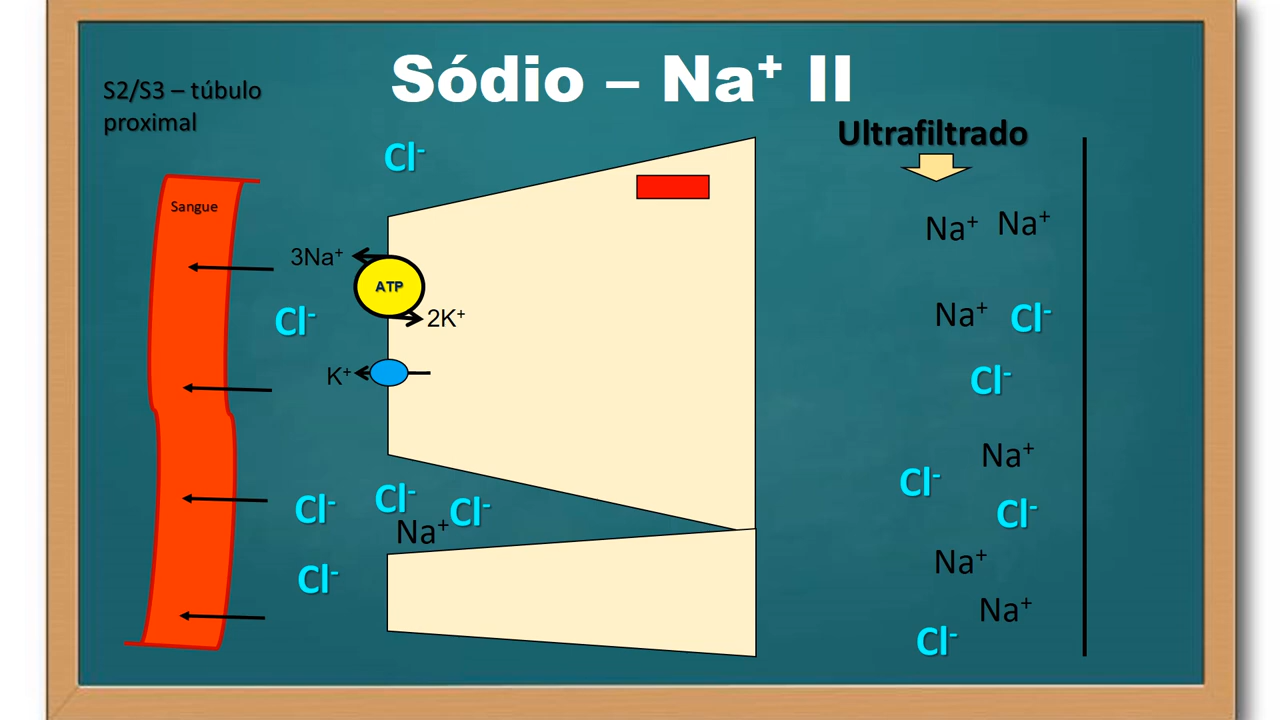 Sódio – Na⁺ II
S2/S3 – túbulo
proximal
Ultrafiltrado
Cl⁻
Sangue
Na⁺ Na⁺
3Na⁺
ATP
2K⁺
Cl⁻
Na⁺ Cl⁻
K⁺
Cl⁻
Na⁺
Cl⁻
Cl⁻ Cl⁻ Cl⁻
Cl⁻
Na⁺
Na⁺
Cl⁻
Na⁺
Cl⁻